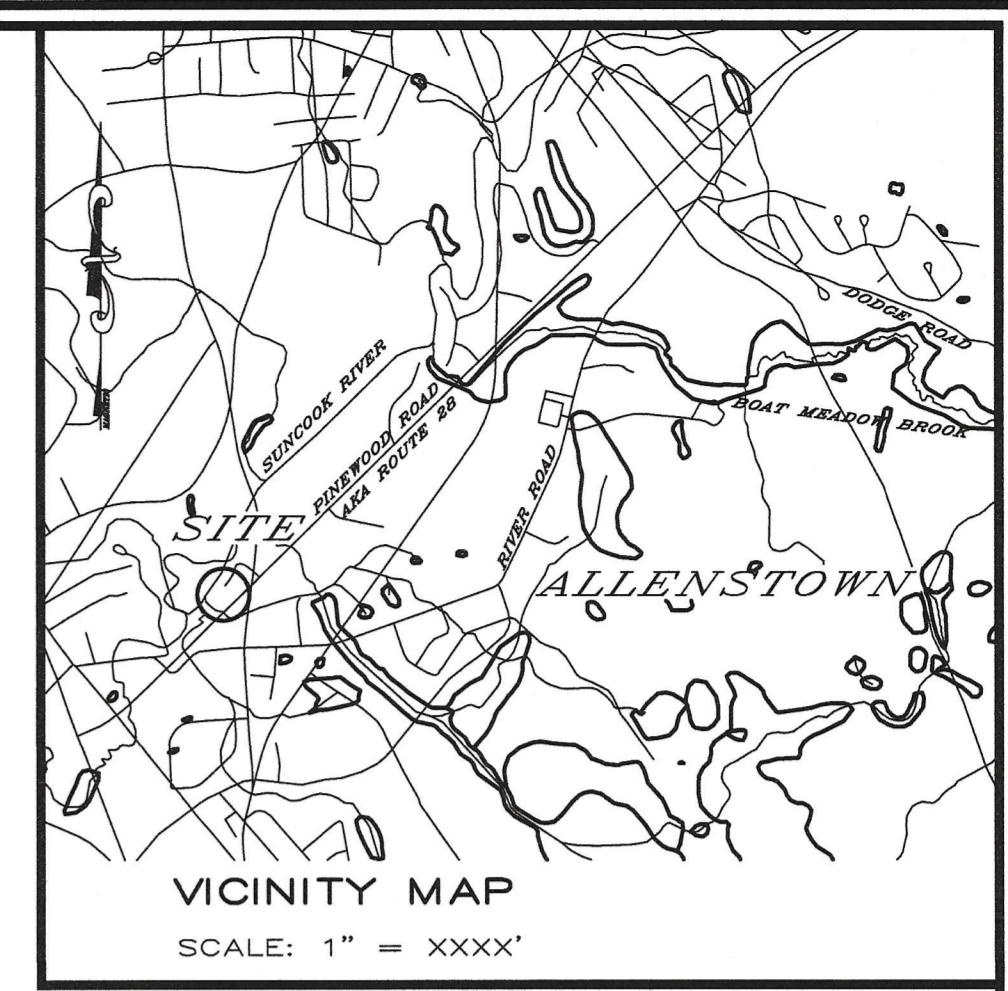 DODGE ROAD
SUNCOOK RIVER
PINEWOOD ROAD
AKA ROUTE 28
BOAT MEADOW BROOK
RIVER ROAD
SITE
ALLENSTOWN
VICINITY MAP
SCALE: 1" = XXXX'